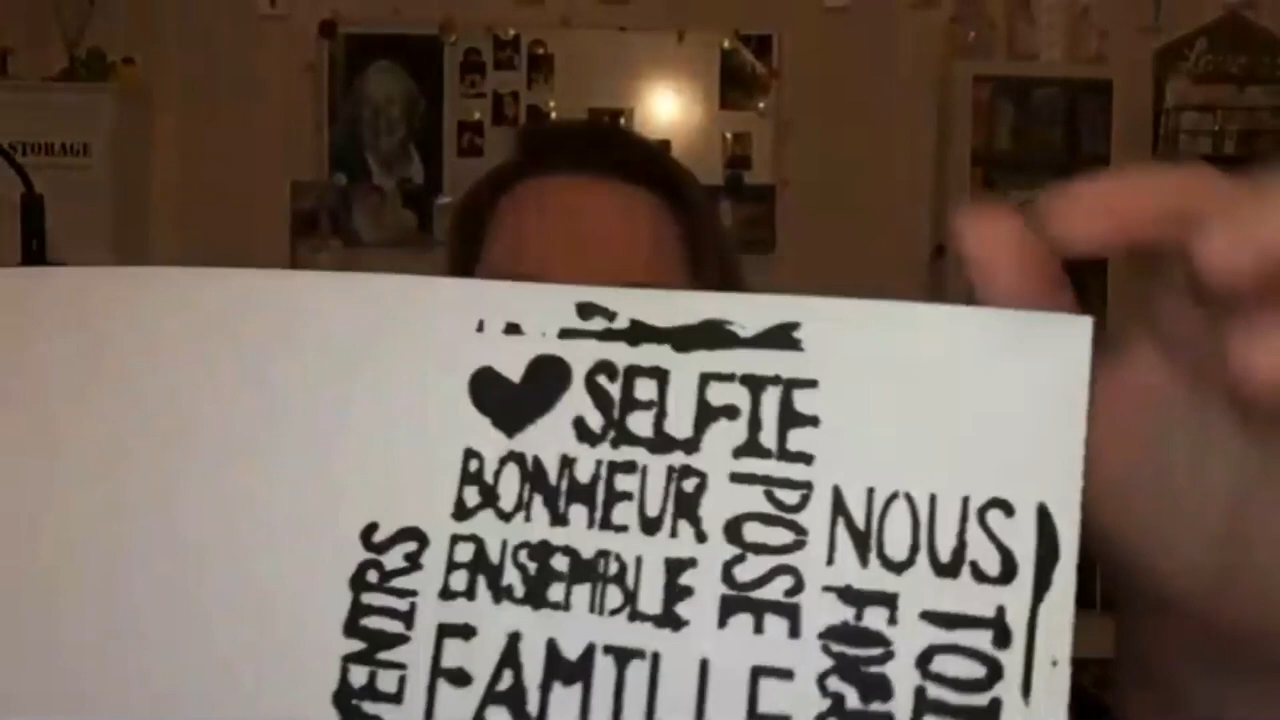 STORAGE
SELFIE
BONHEUR
POSE
NOUS
ENSEMBLE
FAMILLE
TOI